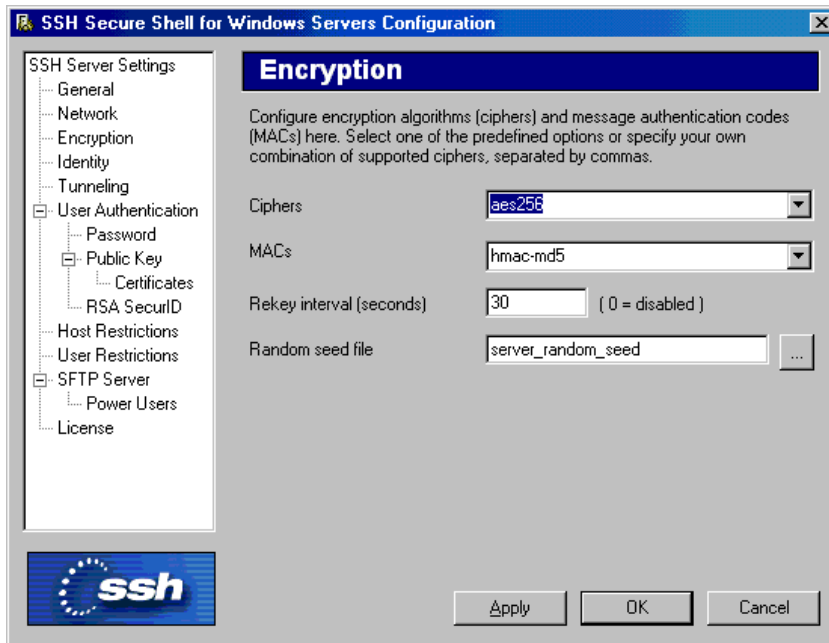 SSH Secure Shell for Windows Servers Configuration
SSH Server Settings
General
Network
Encryption
Identity
Tunneling
User Authentication
Password
Public Key
Certificates
RSA SecurID
Host Restrictions
User Restrictions
SFTP Server
Power Users
License
ssh
Encryption
Configure encryption algorithms (ciphers) and message authentication codes
(MACs) here. Select one of the predefined options or specify your own
combination of supported ciphers, separated by commas.
Ciphers aes256
MACs hmac-md5
Rekey interval (seconds) 30 ( 0 = disabled )
Random seed file server_random_seed ...
Apply OK Cancel